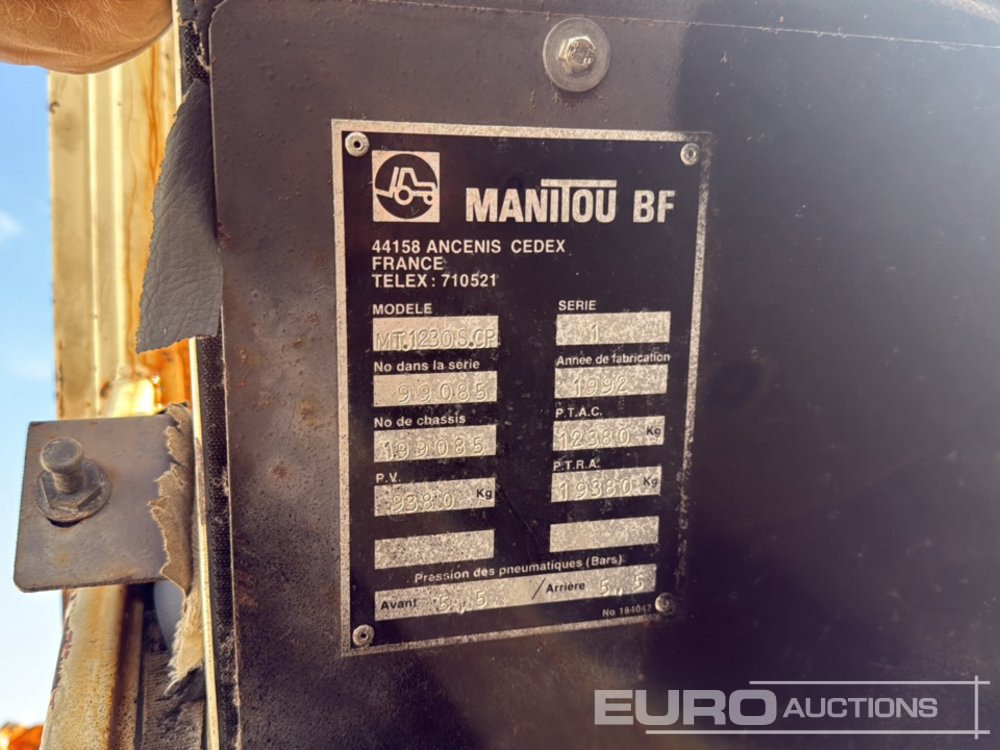 MANITOU BF
44158 ANCENIS CEDEX
FRANCE
TELEX : 710521
MODELE
SERIE
MT.1230.S.CP
1
No dans la série
Année de fabrication
99085
1992
No de chassis
P.T.A.C.
199085
12380 Kg
P.V.
P.T.R.A.
9380 Kg
19380 Kg
Pression des pneumatiques (Bars)
Avant 5,5 / Arrière 5,5
No 184047
EURO AUCTIONS